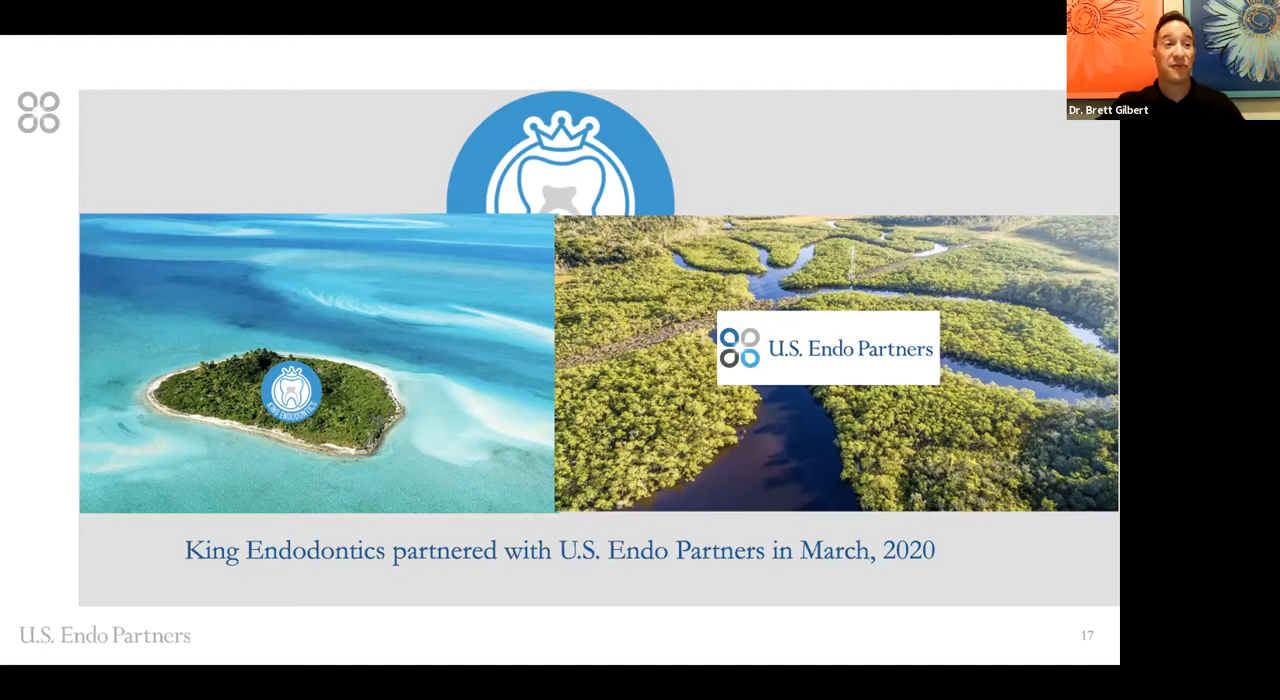 Dr. Brett Gilbert
KING ENDODONTICS
U.S. Endo Partners
King Endodontics partnered with U.S. Endo Partners in March, 2020
U.S. Endo Partners
17